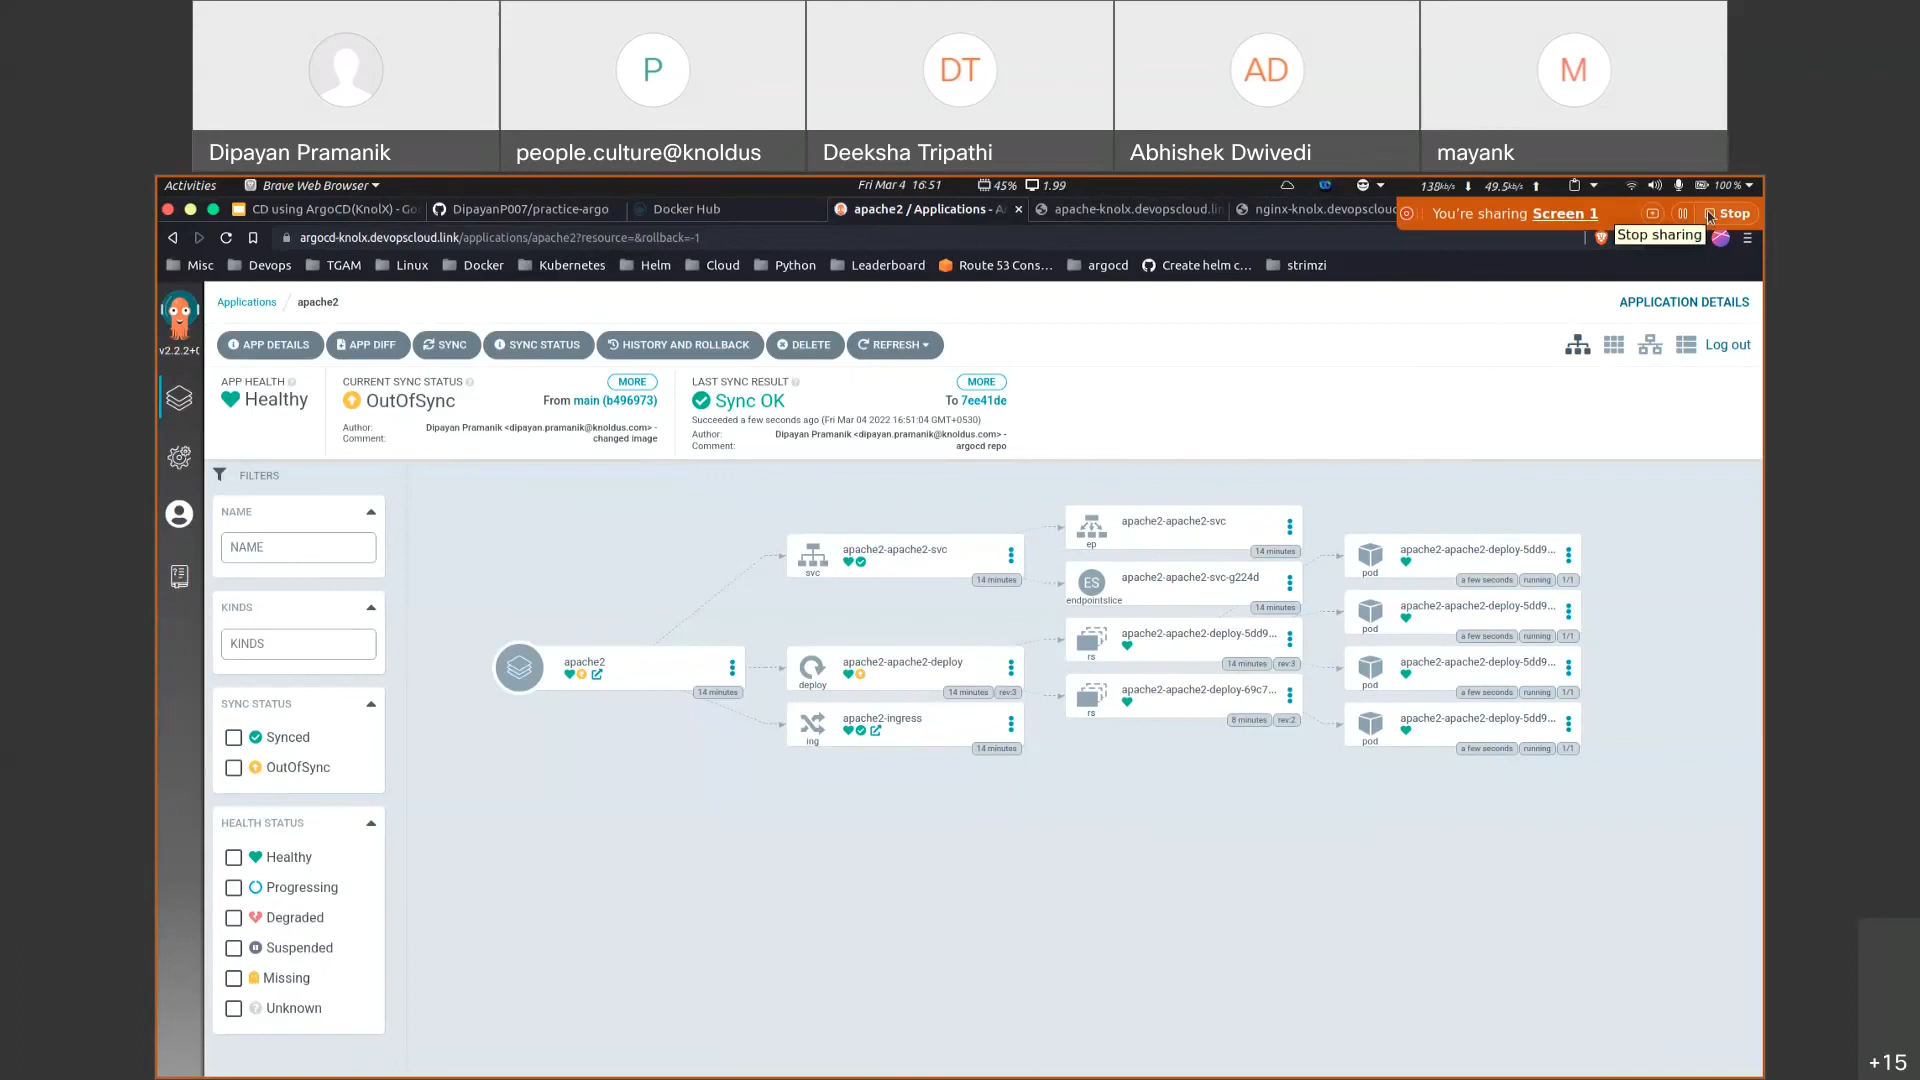 P
DT
AD
M
Dipayan Pramanik
people.culture@knoldus
Deeksha Tripathi
Abhishek Dwivedi
mayank
Activities
Brave Web Browser
Fri Mar 4 16:51
45%
1.99
138kb/s
49.5kb/s
100%
CD using ArgoCD(KnolX) - Go
DipayanP007/practice-argo
Docker Hub
apache2 / Applications - A
apache-knolx.devopscloud.lin
nginx-knolx.devopscloud
You're sharing Screen 1
Stop
Stop sharing
argocd-knolx.devopscloud.link/applications/apache2?resource=&rollback=-1
Misc
Devops
TGAM
Linux
Docker
Kubernetes
Helm
Cloud
Python
Leaderboard
Route 53 Cons...
argocd
Create helm c...
strimzi
v2.2.2+
Applications / apache2
APPLICATION DETAILS
APP DETAILS
APP DIFF
SYNC
SYNC STATUS
HISTORY AND ROLLBACK
DELETE
REFRESH
Log out
APP HEALTH
Healthy
CURRENT SYNC STATUS
MORE
OutOfSync
From main (b496973)
Author: Dipayan Pramanik <dipayan.pramanik@knoldus.com> -
Comment: changed image
LAST SYNC RESULT
MORE
Sync OK
To 7ee41de
Succeeded a few seconds ago (Fri Mar 04 2022 16:51:04 GMT+0530)
Author: Dipayan Pramanik <dipayan.pramanik@knoldus.com> -
Comment: argocd repo
FILTERS
NAME
NAME
KINDS
KINDS
SYNC STATUS
Synced
OutOfSync
HEALTH STATUS
Healthy
Progressing
Degraded
Suspended
Missing
Unknown
apache2
14 minutes
svc
apache2-apache2-svc
14 minutes
deploy
apache2-apache2-deploy
14 minutes
rev:3
ing
apache2-ingress
14 minutes
ep
apache2-apache2-svc
14 minutes
ES
endpointslice
apache2-apache2-svc-g224d
14 minutes
rs
apache2-apache2-deploy-5dd9...
14 minutes
rev:3
rs
apache2-apache2-deploy-69c7...
8 minutes
rev:2
pod
apache2-apache2-deploy-5dd9...
a few seconds
running
1/1
pod
apache2-apache2-deploy-5dd9...
a few seconds
running
1/1
pod
apache2-apache2-deploy-5dd9...
a few seconds
running
1/1
pod
apache2-apache2-deploy-5dd9...
a few seconds
running
1/1
+15